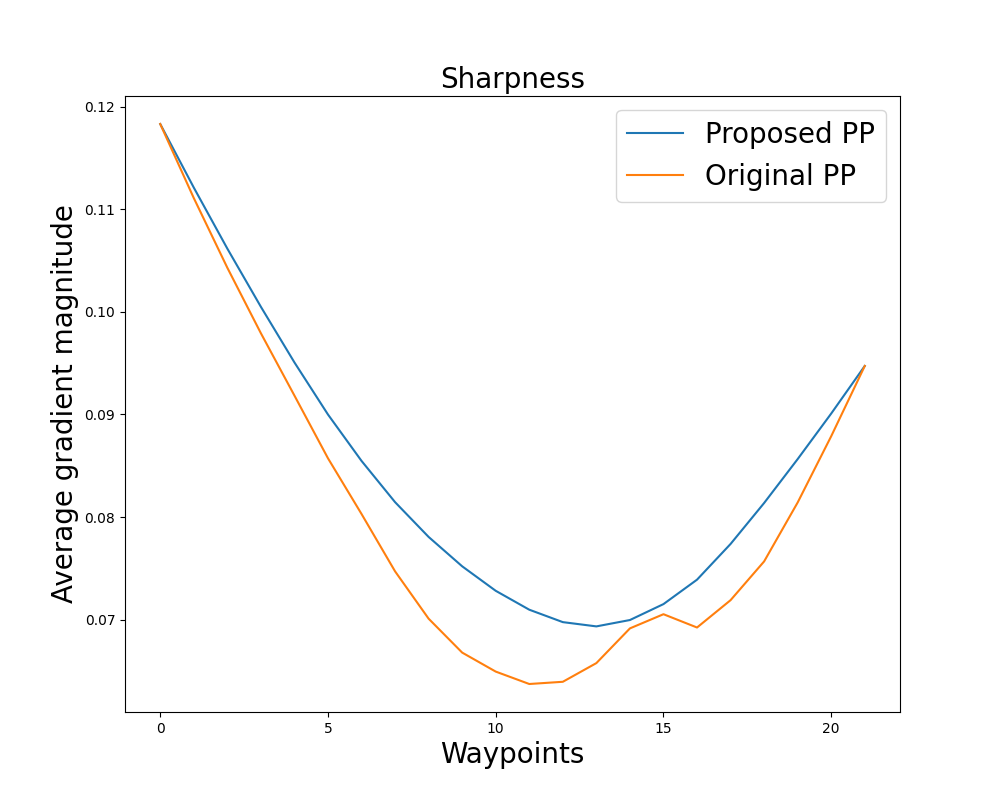 Sharpness
Proposed PP
Original PP
Average gradient magnitude
0.12
0.11
0.10
0.09
0.08
0.07
0
5
10
15
20
Waypoints